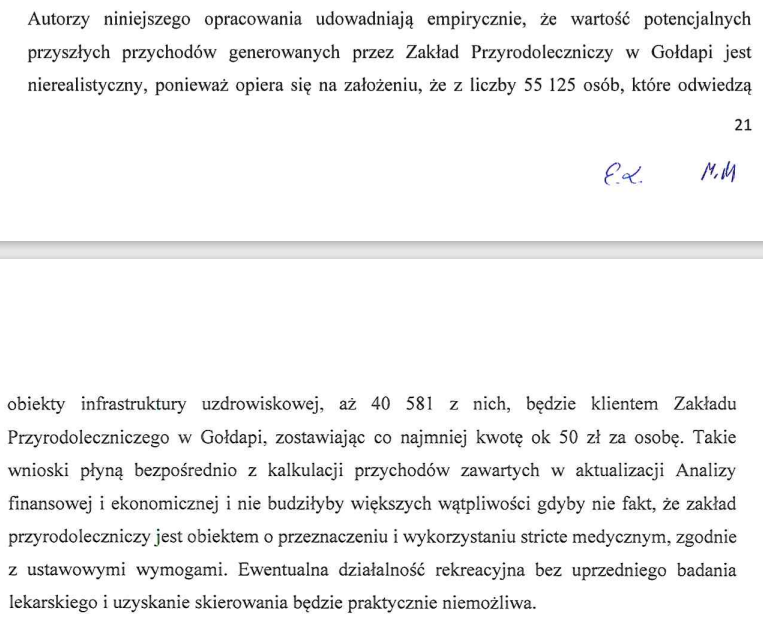 Autorzy niniejszego opracowania udowadniają empirycznie, że wartość potencjalnych
przyszłych przychodów generowanych przez Zakład Przyrodoleczniczy w Gołdapi jest
nierealistyczny, ponieważ opiera się na założeniu, że z liczby 55 125 osób, które odwiedzą
21
E.L. M.M
obiekty infrastruktury uzdrowiskowej, aż 40 581 z nich, będzie klientem Zakładu
Przyrodoleczniczego w Gołdapi, zostawiając co najmniej kwotę ok 50 zł za osobę. Takie
wnioski płyną bezpośrednio z kalkulacji przychodów zawartych w aktualizacji Analizy
finansowej i ekonomicznej i nie budziłyby większych wątpliwości gdyby nie fakt, że zakład
przyrodoleczniczy jest obiektem o przeznaczeniu i wykorzystaniu stricte medycznym, zgodnie
z ustawowymi wymogami. Ewentualna działalność rekreacyjna bez uprzedniego badania
lekarskiego i uzyskanie skierowania będzie praktycznie niemożliwa.